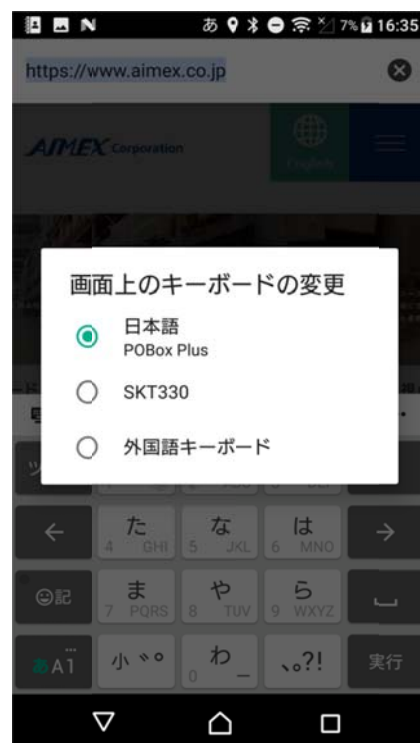 あ 7% 16:35
https://www.aimex.co.jp
AIMEX Corporation
English
画面上のキーボードの変更
日本語
POBox Plus
SKT330
外国語キーボード
← た な は →
4 GHI 5 JKL 6 MNO
記 ま や ら
7 PQRS 8 TUV 9 WXYZ
あA1 小゛゜ わ 、。?! 実行
0 _